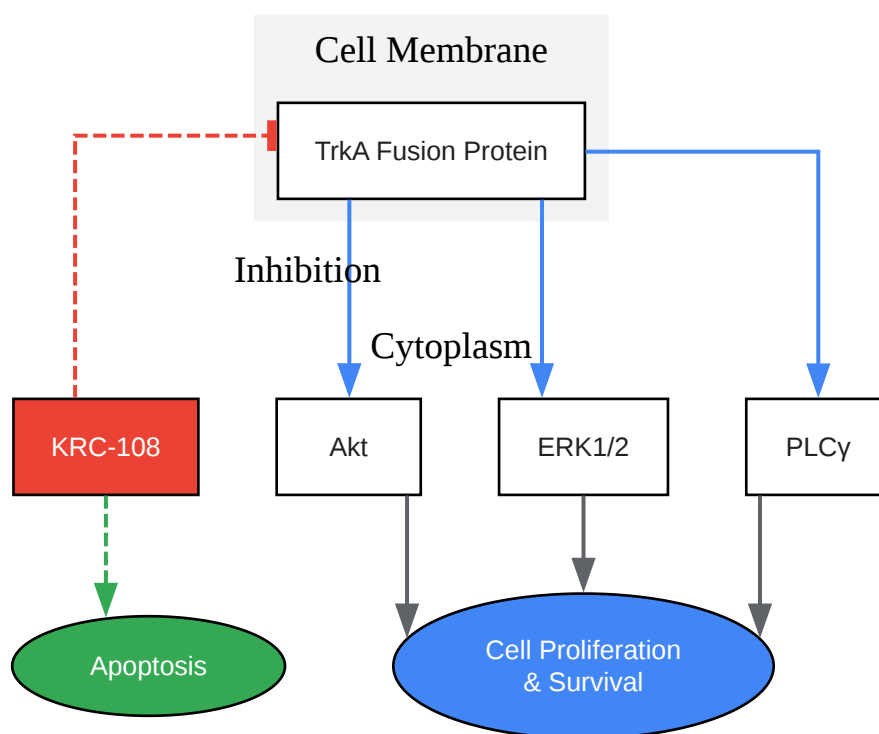 Cell Membrane
TrkA Fusion Protein
Inhibition
Cytoplasm
KRC-108
Akt
ERK1/2
PLCγ
Apoptosis
Cell Proliferation
& Survival